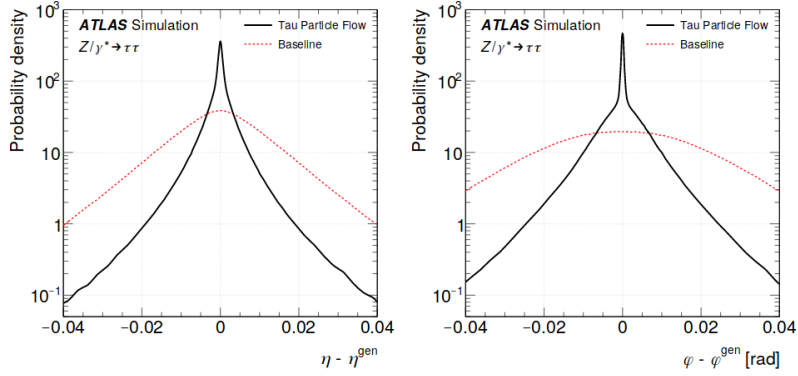 ATLAS Simulation
Z/γ*→ττ
Tau Particle Flow
Baseline
Probability density
10³
10²
10
1
10⁻¹
−0.04 −0.02 0 0.02 0.04
η - η^gen
ATLAS Simulation
Z/γ*→ττ
Tau Particle Flow
Baseline
Probability density
10³
10²
10
1
10⁻¹
−0.04 −0.02 0 0.02 0.04
φ - φ^gen [rad]